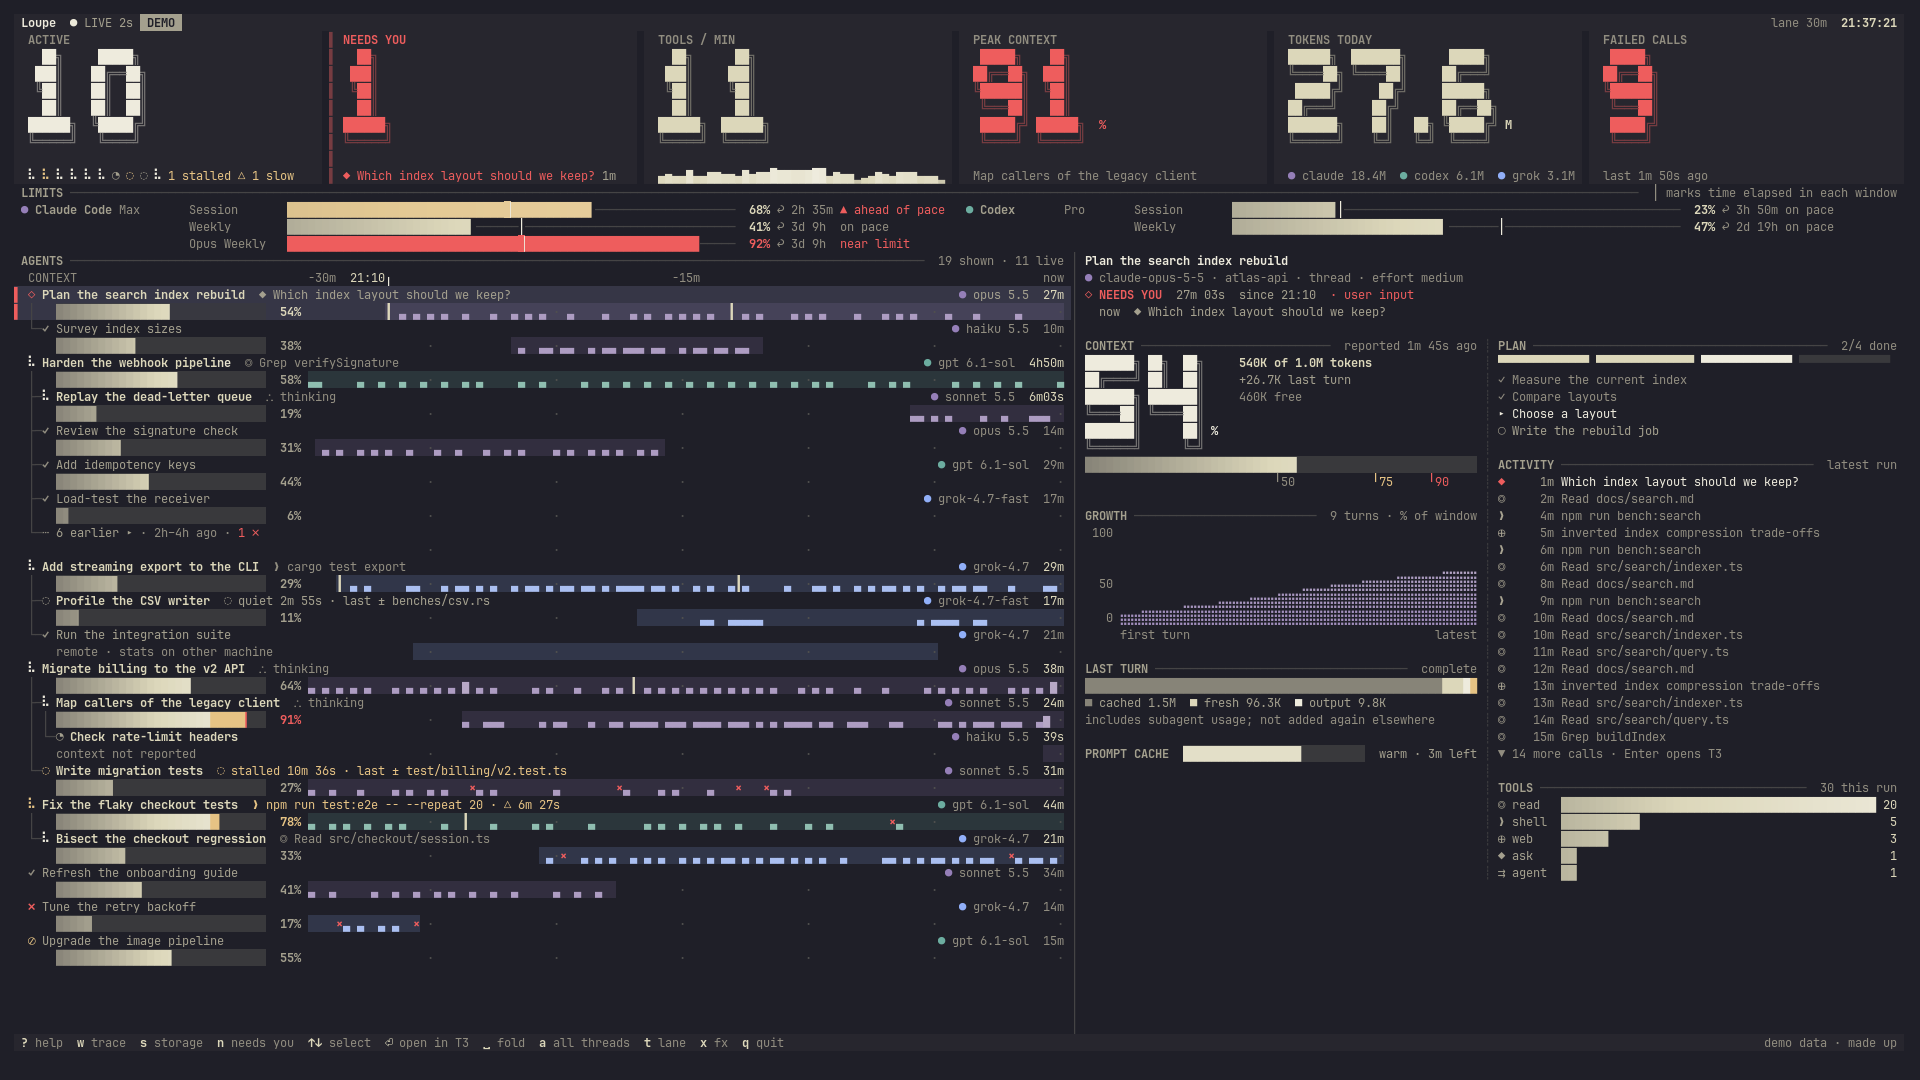 Loupe ● LIVE 2s DEMO lane 30m 21:37:21
ACTIVE NEEDS YOU TOOLS / MIN PEAK CONTEXT TOKENS TODAY FAILED CALLS
10 1 11 91 % 27.6 M 9
1 stalled △ 1 slow ◆ Which index layout should we keep? 1m Map callers of the legacy client ● claude 18.4M ● codex 6.1M ● grok 3.1M last 1m 50s ago
LIMITS marks time elapsed in each window
● Claude Code Max Session 68% 2h 35m ▲ ahead of pace ● Codex Pro Session 23% 3h 50m on pace
Weekly 41% 3d 9h on pace Weekly 47% 2d 19h on pace
Opus Weekly 92% 3d 9h near limit
AGENTS 19 shown · 11 live
CONTEXT -30m 21:10 -15m now
◇ Plan the search index rebuild ◆ Which index layout should we keep? ● opus 5.5 27m
54%
✓ Survey index sizes ● haiku 5.5 10m
38%
Harden the webhook pipeline Grep verifySignature ● gpt 6.1-sol 4h50m
58%
Replay the dead-letter queue ∴ thinking ● sonnet 5.5 6m03s
19%
✓ Review the signature check ● opus 5.5 14m
31%
✓ Add idempotency keys ● gpt 6.1-sol 29m
44%
✓ Load-test the receiver ● grok-4.7-fast 17m
6%
6 earlier ▸ · 2h-4h ago · 1 ×
Add streaming export to the CLI ❫ cargo test export ● grok-4.7 29m
29%
Profile the CSV writer ◌ quiet 2m 55s · last ± benches/csv.rs ● grok-4.7-fast 17m
11%
✓ Run the integration suite ● grok-4.7 21m
remote · stats on other machine
Migrate billing to the v2 API ∴ thinking ● opus 5.5 38m
64%
Map callers of the legacy client ∴ thinking ● sonnet 5.5 24m
91%
Check rate-limit headers ● haiku 5.5 39s
context not reported
Write migration tests ◌ stalled 10m 36s · last ± test/billing/v2.test.ts ● sonnet 5.5 31m
27%
Fix the flaky checkout tests ❫ npm run test:e2e -- --repeat 20 · △ 6m 27s ● gpt 6.1-sol 44m
78%
Bisect the checkout regression Read src/checkout/session.ts ● grok-4.7 21m
33%
✓ Refresh the onboarding guide ● sonnet 5.5 34m
41%
× Tune the retry backoff ● grok-4.7 14m
17%
⊘ Upgrade the image pipeline ● gpt 6.1-sol 15m
55%
Plan the search index rebuild
● claude-opus-5-5 · atlas-api · thread · effort medium
◇ NEEDS YOU 27m 03s since 21:10 · user input
now ◆ Which index layout should we keep?
CONTEXT reported 1m 45s ago
54 %
540K of 1.0M tokens
+26.7K last turn
460K free
50 75 90
GROWTH 9 turns · % of window
100
50
0
first turn latest
LAST TURN complete
■ cached 1.5M ■ fresh 96.3K ■ output 9.8K
includes subagent usage; not added again elsewhere
PROMPT CACHE warm · 3m left
PLAN 2/4 done
✓ Measure the current index
✓ Compare layouts
▸ Choose a layout
○ Write the rebuild job
ACTIVITY latest run
◆ 1m Which index layout should we keep?
2m Read docs/search.md
4m npm run bench:search
5m inverted index compression trade-offs
6m npm run bench:search
6m Read src/search/indexer.ts
8m Read docs/search.md
9m npm run bench:search
10m Read docs/search.md
10m Read src/search/indexer.ts
11m Read src/search/query.ts
12m Read docs/search.md
13m inverted index compression trade-offs
13m Read src/search/indexer.ts
14m Read src/search/query.ts
15m Grep buildIndex
▼ 14 more calls · Enter opens T3
TOOLS 30 this run
read 20
shell 5
web 3
ask 1
agent 1
? help w trace s storage n needs you ↑↓ select ⏎ open in T3 ␣ fold a all threads t lane x fx q quit demo data · made up